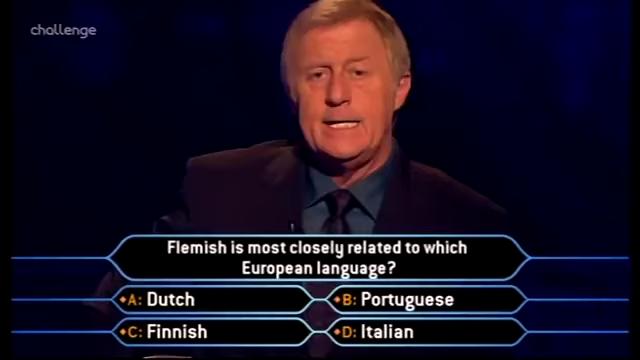 challenge
Flemish is most closely related to which
European language?
A: Dutch
B: Portuguese
C: Finnish
D: Italian